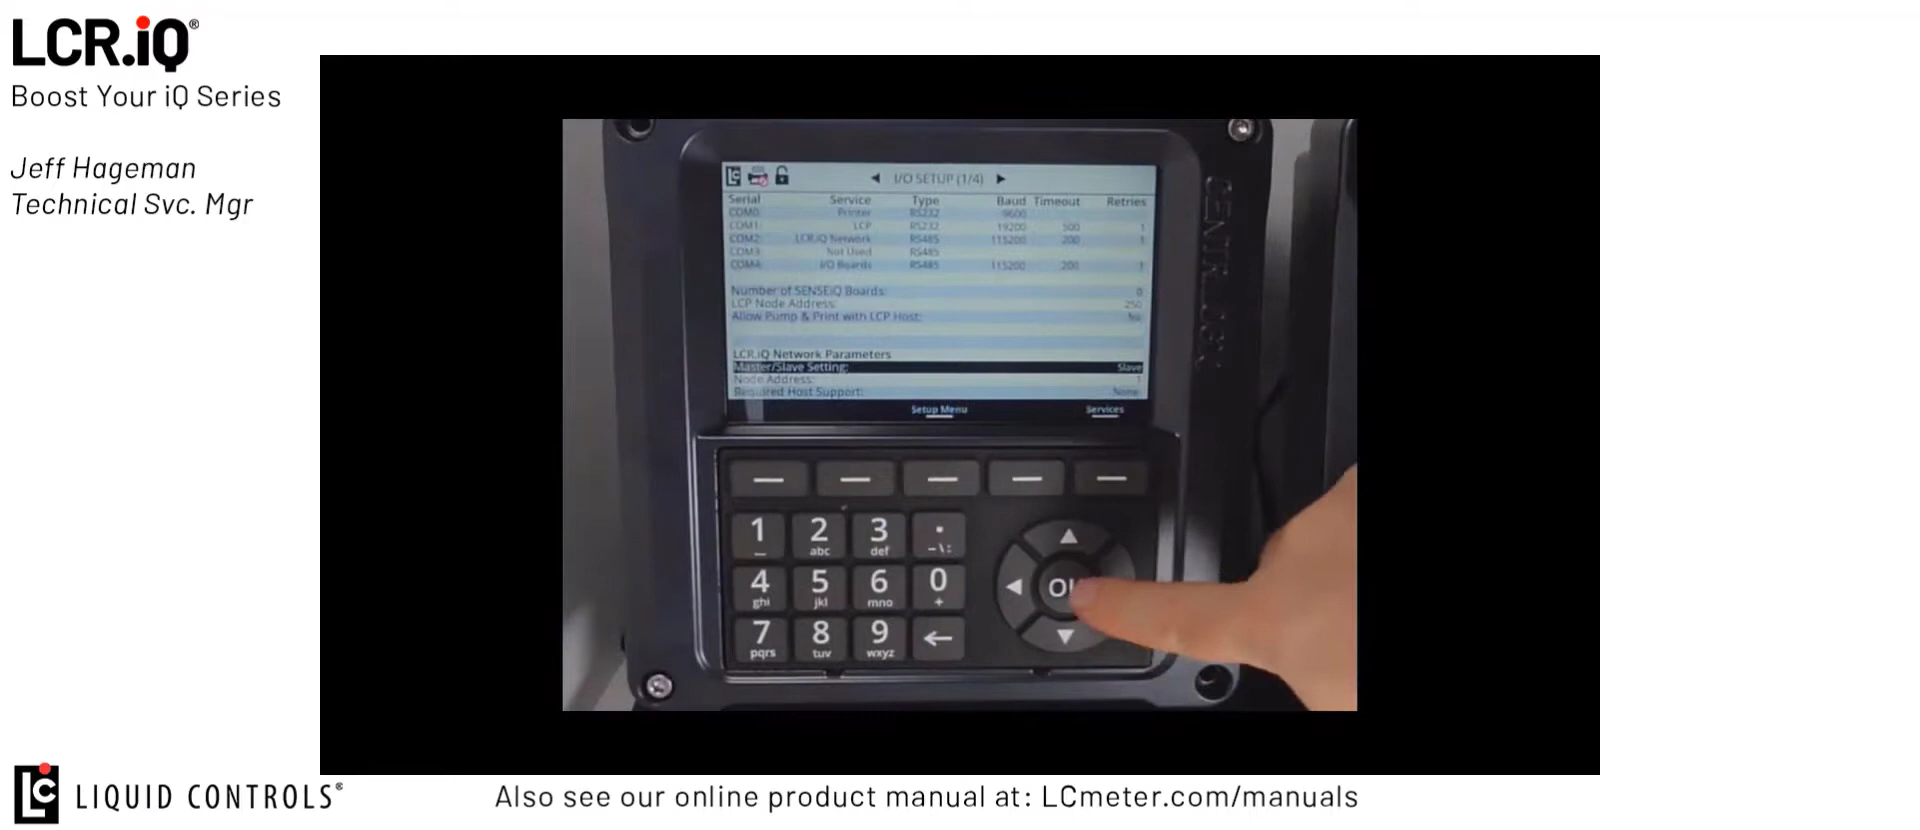 LCR.iQ®
Boost Your iQ Series
Jeff Hageman
Technical Svc. Mgr
LC I/O SETUP (1/4)
Serial Service Type Baud Timeout Retries
COM0: Printer RS232 9600
COM1: LCP RS232 19200 500 1
COM2: LCR.iQ Network RS485 115200 200 1
COM3: Not Used RS485
COM4: I/O Boards RS485 115200 200 1
Number of SENSEiQ Boards: 0
LCP Node Address: 250
Allow Pump & Print with LCP Host: No
LCR.iQ Network Parameters
Master/Slave Setting: Slave
Node Address: 1
Required Host Support: None
Setup Menu Services
1 2 abc 3 def . -\:
4 ghi 5 jkl 6 mno 0 +
7 pqrs 8 tuv 9 wxyz
LC LIQUID CONTROLS®
Also see our online product manual at: LCmeter.com/manuals